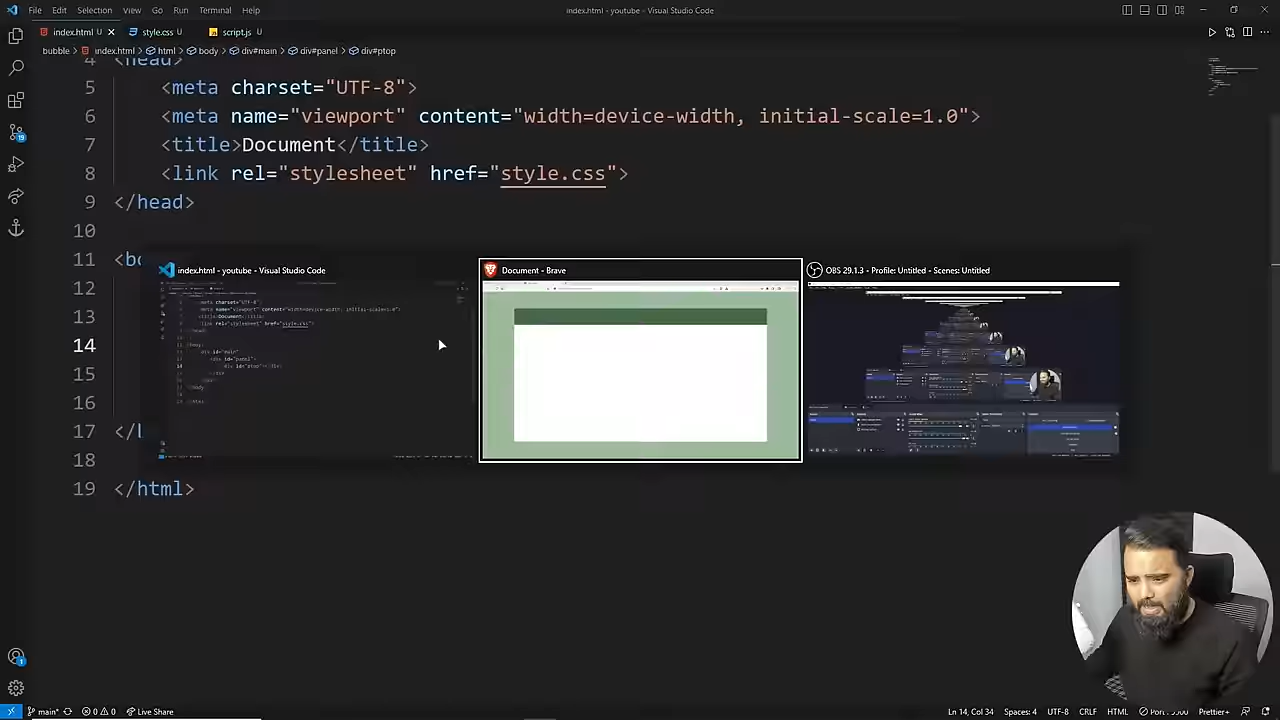 File Edit Selection View Go Run Terminal Help
index.html - youtube - Visual Studio Code
index.html U
style.css U
script.js U
bubble > index.html > html > body > div#main > div#panel > div#ptop
4 <head>
5 <meta charset="UTF-8">
6 <meta name="viewport" content="width=device-width, initial-scale=1.0">
7 <title>Document</title>
8 <link rel="stylesheet" href="style.css">
9 </head>
10
11 <bo
index.html - youtube - Visual Studio Code
Document - Brave
OBS 29.1.3 - Profile: Untitled - Scenes: Untitled
12
13
14
15
16
17 </b
18
19 </html>
19
1
main*
0 0
Live Share
Ln 14, Col 34
Spaces: 4
UTF-8
CRLF
HTML
Prettier+